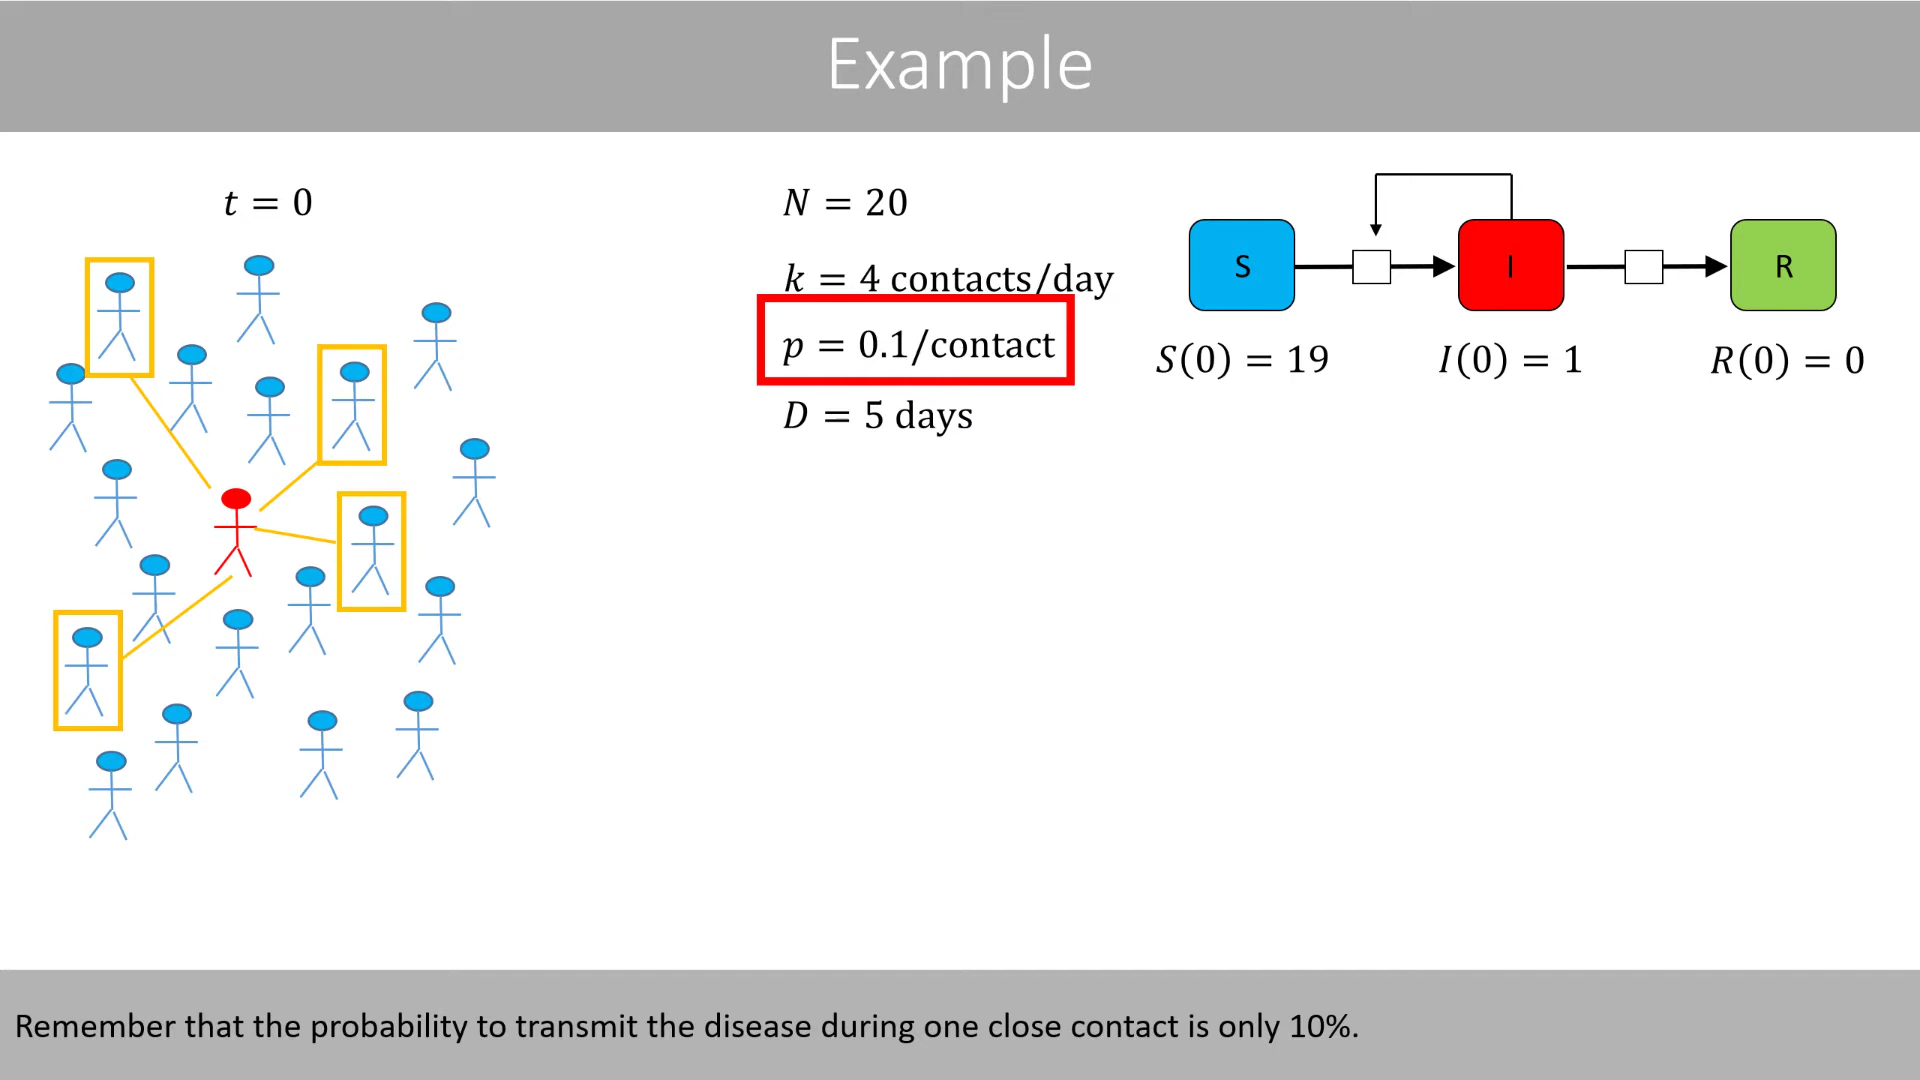 Example
t = 0
N = 20
k = 4 contacts/day
p = 0.1/contact
D = 5 days
S
I
R
S(0) = 19
I(0) = 1
R(0) = 0
Remember that the probability to transmit the disease during one close contact is only 10%.